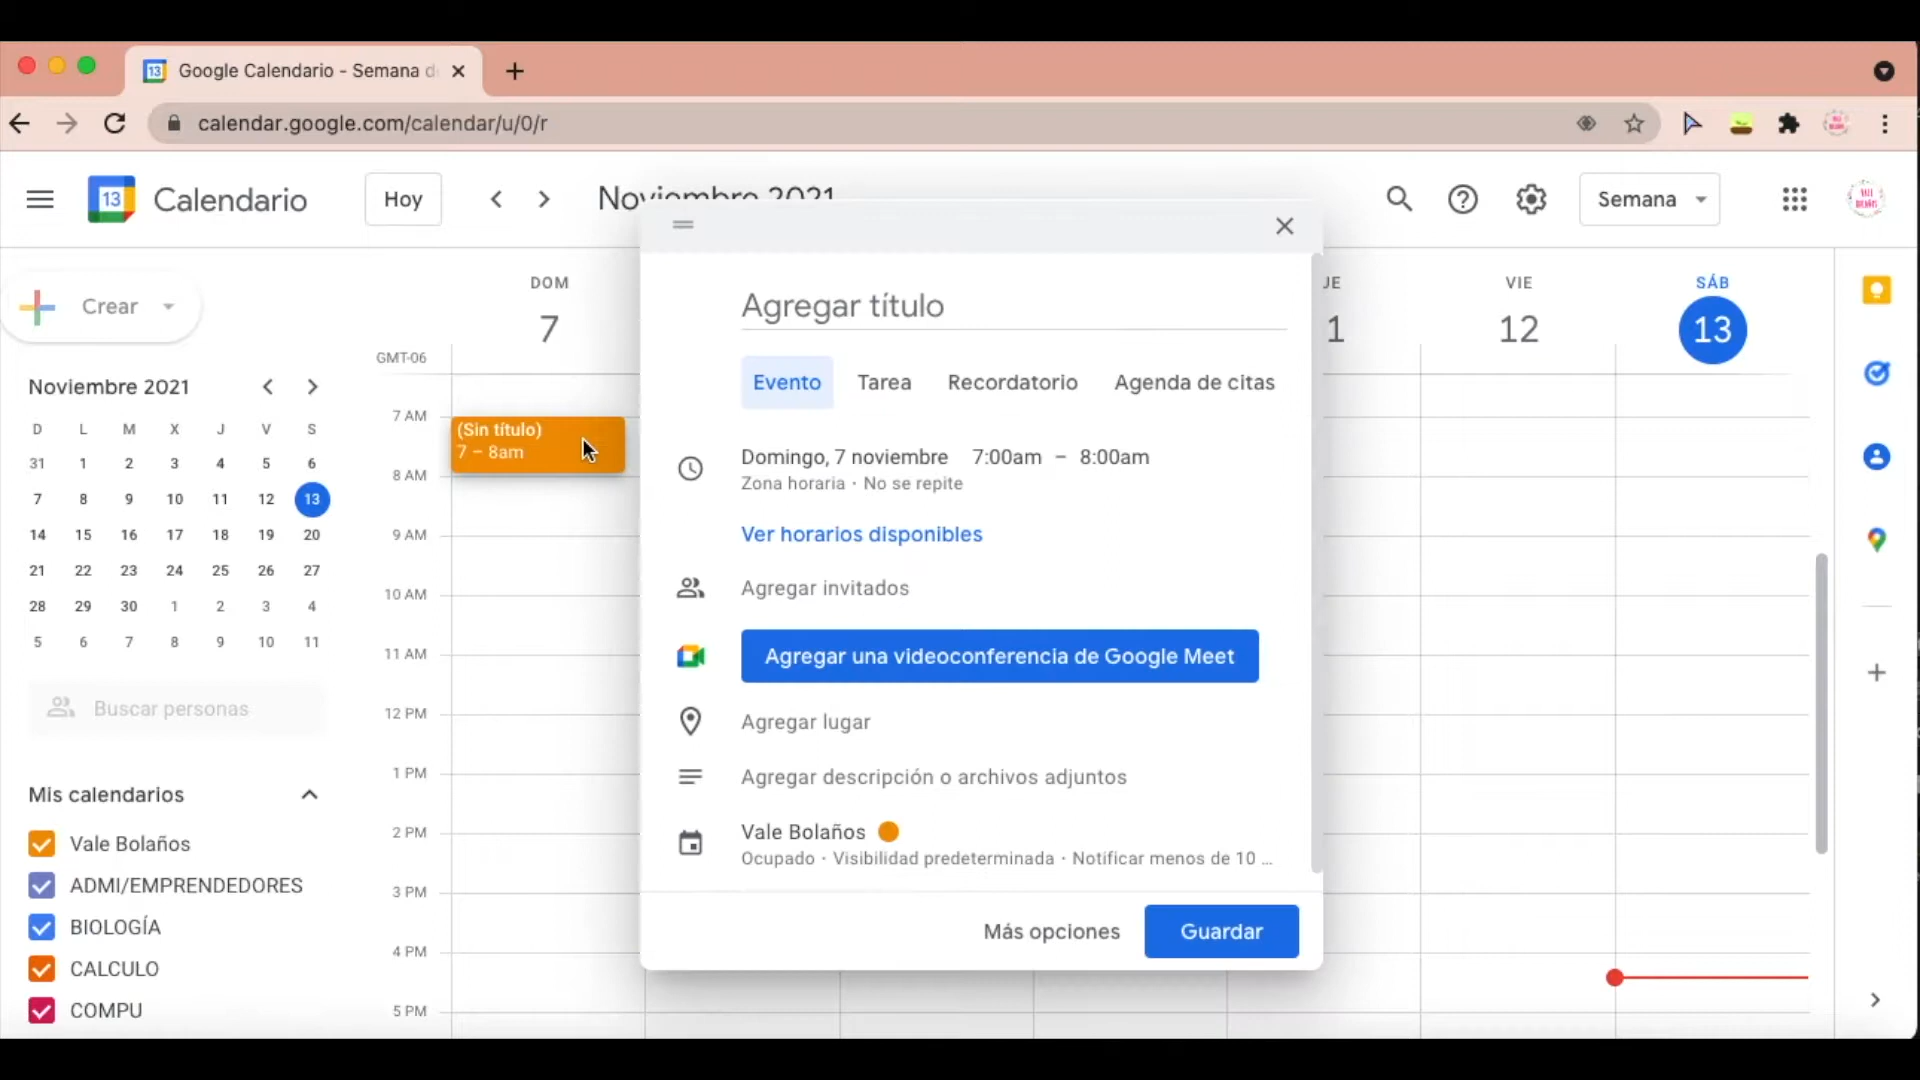 Google Calendario - Semana d
calendar.google.com/calendar/u/0/r
13 Calendario
Hoy
Noviembre 2021
Semana
Crear
DOM
7
JE
1
VIE
12
SÁB
13
GMT-06
Noviembre 2021
D L M X J V S
31 1 2 3 4 5 6
7 8 9 10 11 12 13
14 15 16 17 18 19 20
21 22 23 24 25 26 27
28 29 30 1 2 3 4
5 6 7 8 9 10 11
Buscar personas
Mis calendarios
Vale Bolaños
ADMI/EMPRENDEDORES
BIOLOGÍA
CALCULO
COMPU
7 AM
8 AM
9 AM
10 AM
11 AM
12 PM
1 PM
2 PM
3 PM
4 PM
5 PM
(Sin título)
7 – 8am
Agregar título
Evento Tarea Recordatorio Agenda de citas
Domingo, 7 noviembre 7:00am – 8:00am
Zona horaria · No se repite
Ver horarios disponibles
Agregar invitados
Agregar una videoconferencia de Google Meet
Agregar lugar
Agregar descripción o archivos adjuntos
Vale Bolaños
Ocupado · Visibilidad predeterminada · Notificar menos de 10 ...
Más opciones
Guardar